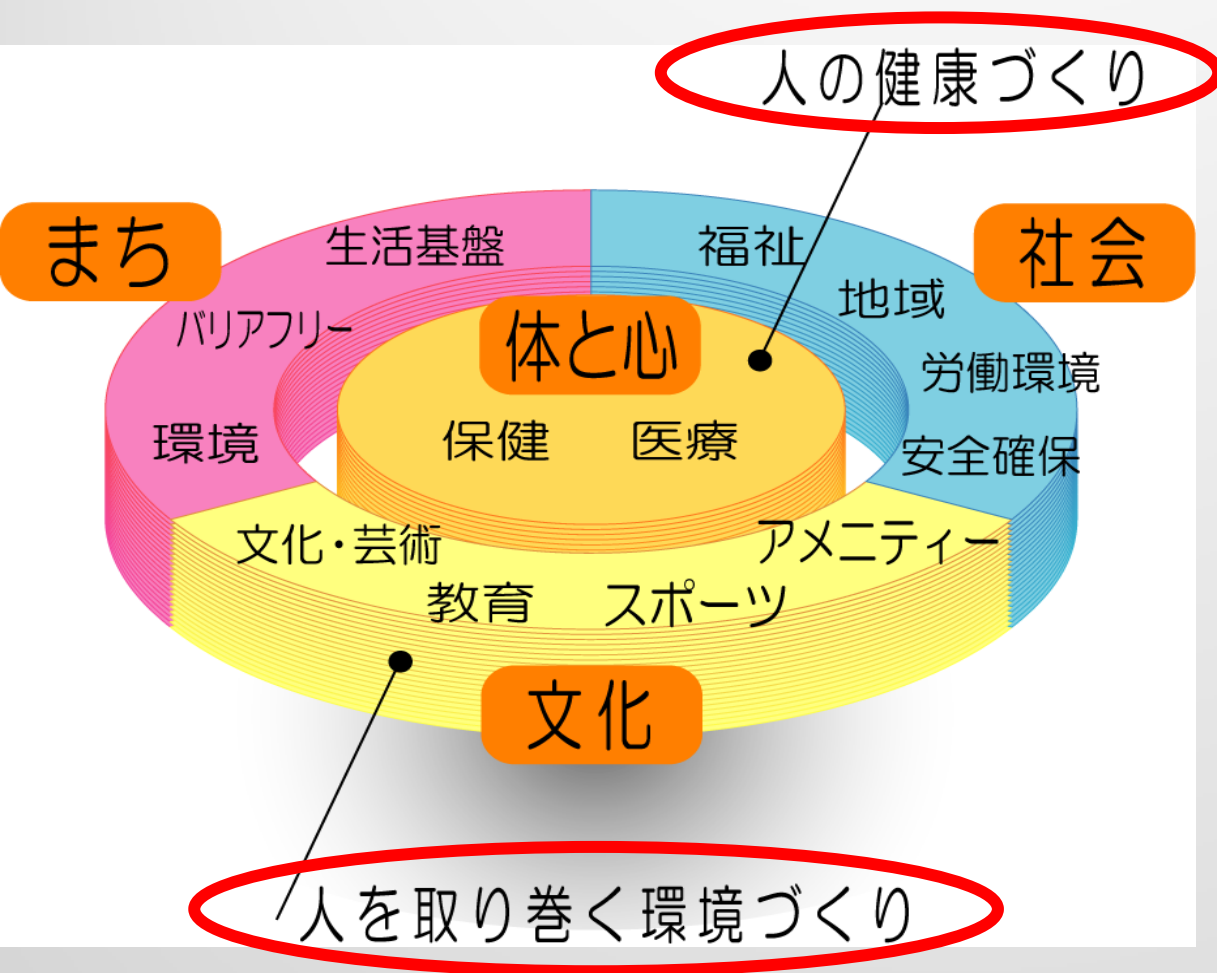 人の健康づくり
まち
社会
生活基盤
福祉
バリアフリー
地域
体と心
労働環境
環境
保健
医療
安全確保
文化・芸術
アメニティー
教育
スポーツ
文化
人を取り巻く環境づくり